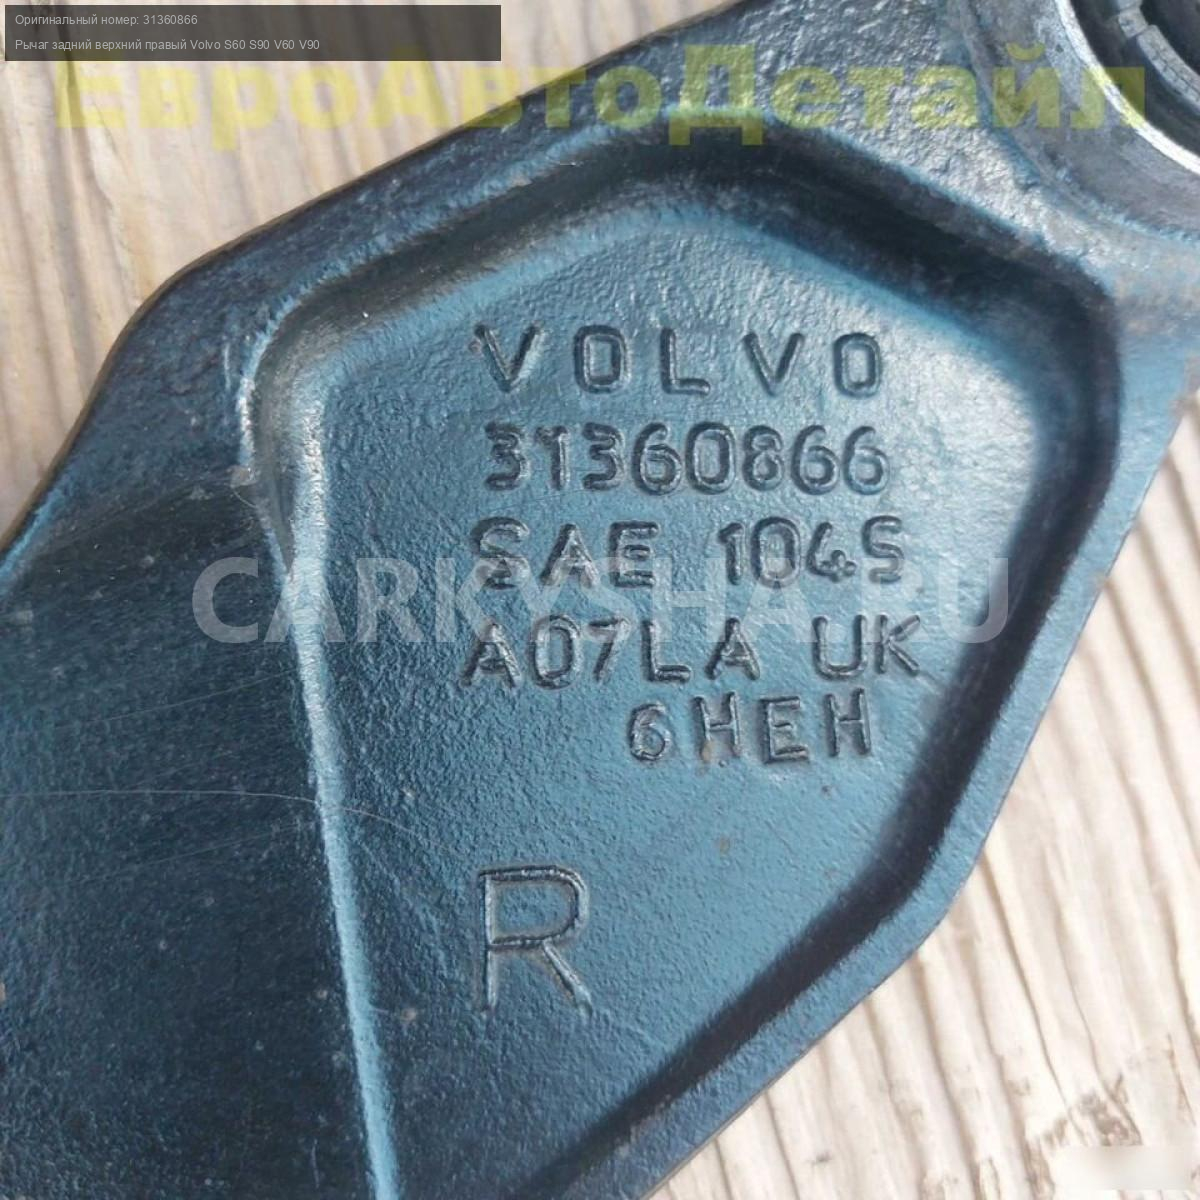 Оригинальный номер: 31360866
Рычаг задний верхний правый Volvo S60 S90 V60 V90
ЕвроАвтоДетайл
VOLVO
31360866
SAE 1045
CARKYSHA.RU
A07LA UK
6HEH
R